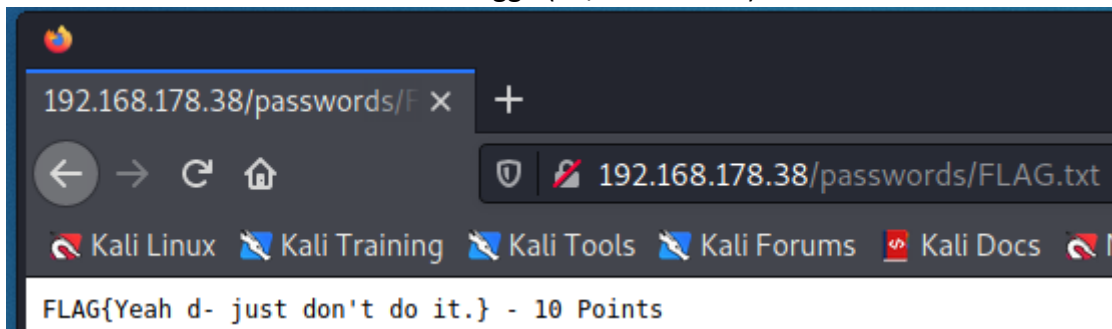 192.168.178.38/passwords/F
192.168.178.38/passwords/FLAG.txt
Kali Linux Kali Training Kali Tools Kali Forums Kali Docs
FLAG{Yeah d- just don't do it.} - 10 Points